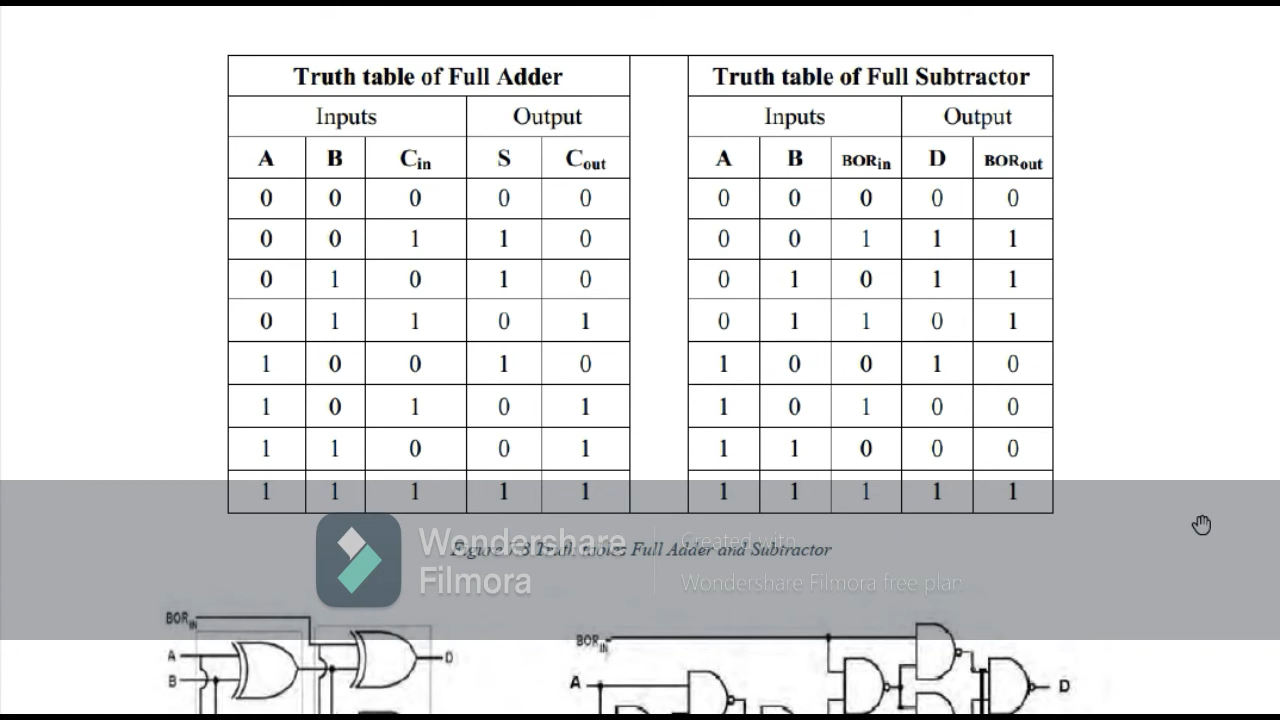 Truth table of Full Adder Truth table of Full Subtractor
Inputs Output Inputs Output
A B Cin S Cout A B BORin D BORout
0 0 0 0 0 0 0 0 0 0
0 0 1 1 0 0 0 1 1 1
0 1 0 1 0 0 1 0 1 1
0 1 1 0 1 0 1 1 0 1
1 0 0 1 0 1 0 0 1 0
1 0 1 0 1 1 0 1 0 0
1 1 0 0 1 1 1 0 0 0
1 1 1 1 1 1 1 1 1 1
Wondershare
Filmora
Created with
Wondershare Filmora free plan
Full Adder and Subtractor
BORIN
A
B
D
BORIN
A
D